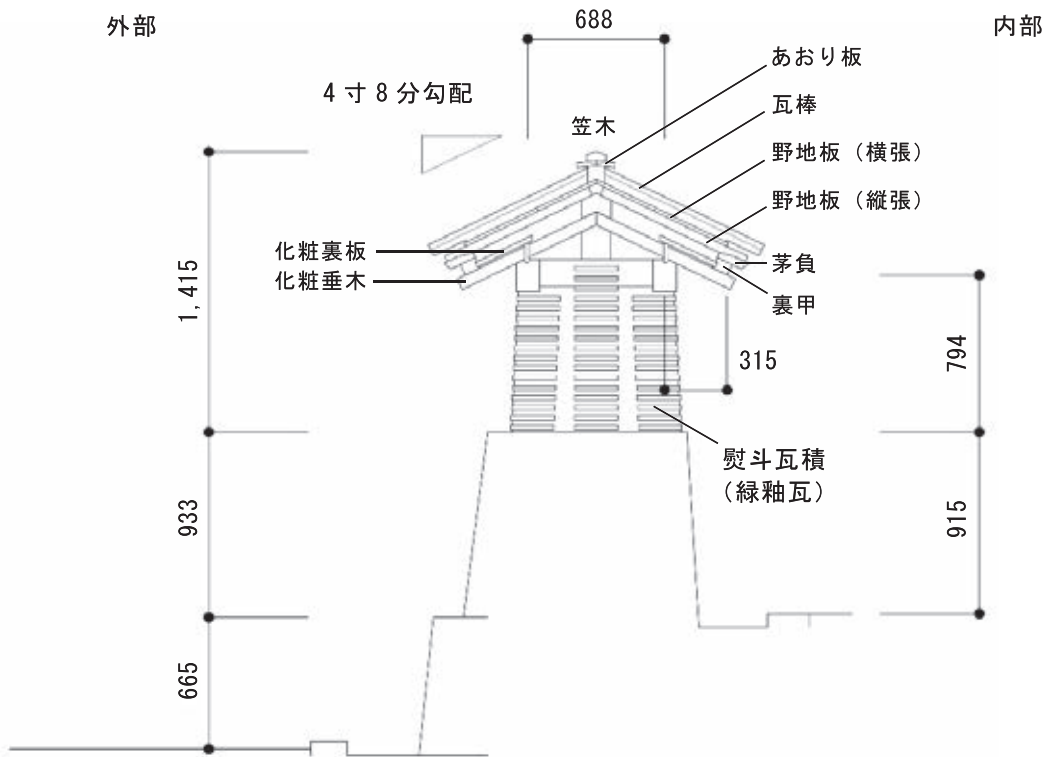 外部
688
内部
あおり板
4寸8分勾配
瓦棒
笠木
野地板（横張）
野地板（縦張）
化粧裏板
茅負
化粧垂木
裏甲
1,415
315
794
熨斗瓦積
（緑釉瓦）
933
915
665